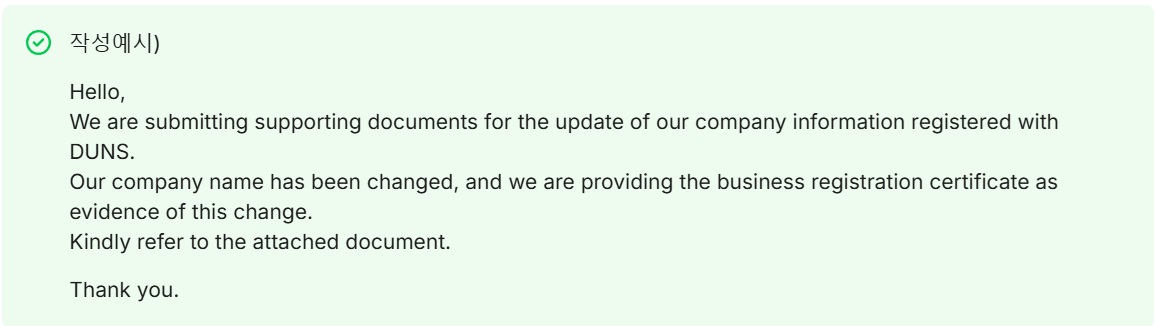 작성예시)
Hello,
We are submitting supporting documents for the update of our company information registered with
DUNS.
Our company name has been changed, and we are providing the business registration certificate as
evidence of this change.
Kindly refer to the attached document.
Thank you.